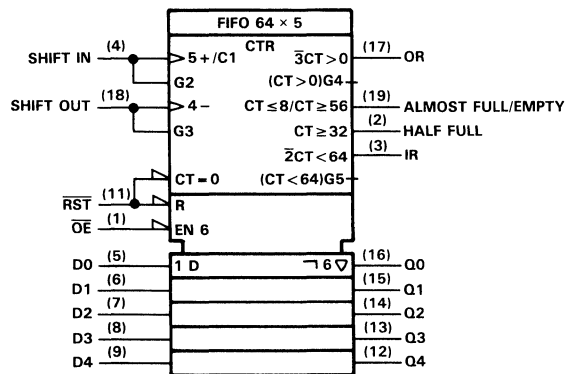 FIFO 64 × 5
CTR
SHIFT IN (4) 5+/C1 3̅CT>0 (17) OR
G2 (CT>0)G4
SHIFT OUT (18) 4− CT≤8/CT≥56 (19) ALMOST FULL/EMPTY
G3 CT≥32 (2) HALF FULL
2̅CT<64 (3) IR
CT=0 (CT<64)G5
R̅S̅T̅ (11) R
O̅E̅ (1) EN 6
D0 (5) 1 D ¬ 6 ▽ (16) Q0
D1 (6) (15) Q1
D2 (7) (14) Q2
D3 (8) (13) Q3
D4 (9) (12) Q4